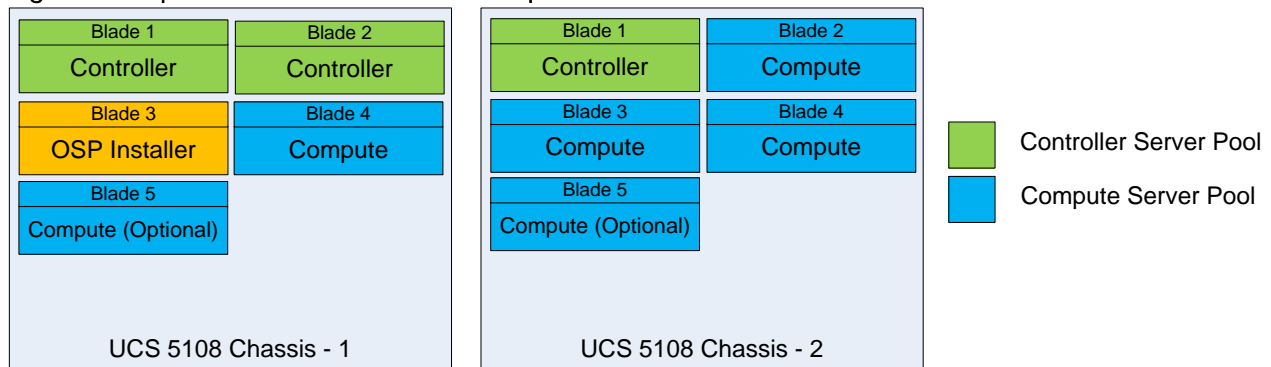 Blade 1
Controller
Blade 2
Controller
Blade 3
OSP Installer
Blade 4
Compute
Blade 5
Compute (Optional)
UCS 5108 Chassis - 1
Blade 1
Controller
Blade 2
Compute
Blade 3
Compute
Blade 4
Compute
Blade 5
Compute (Optional)
UCS 5108 Chassis - 2
Controller Server Pool
Compute Server Pool